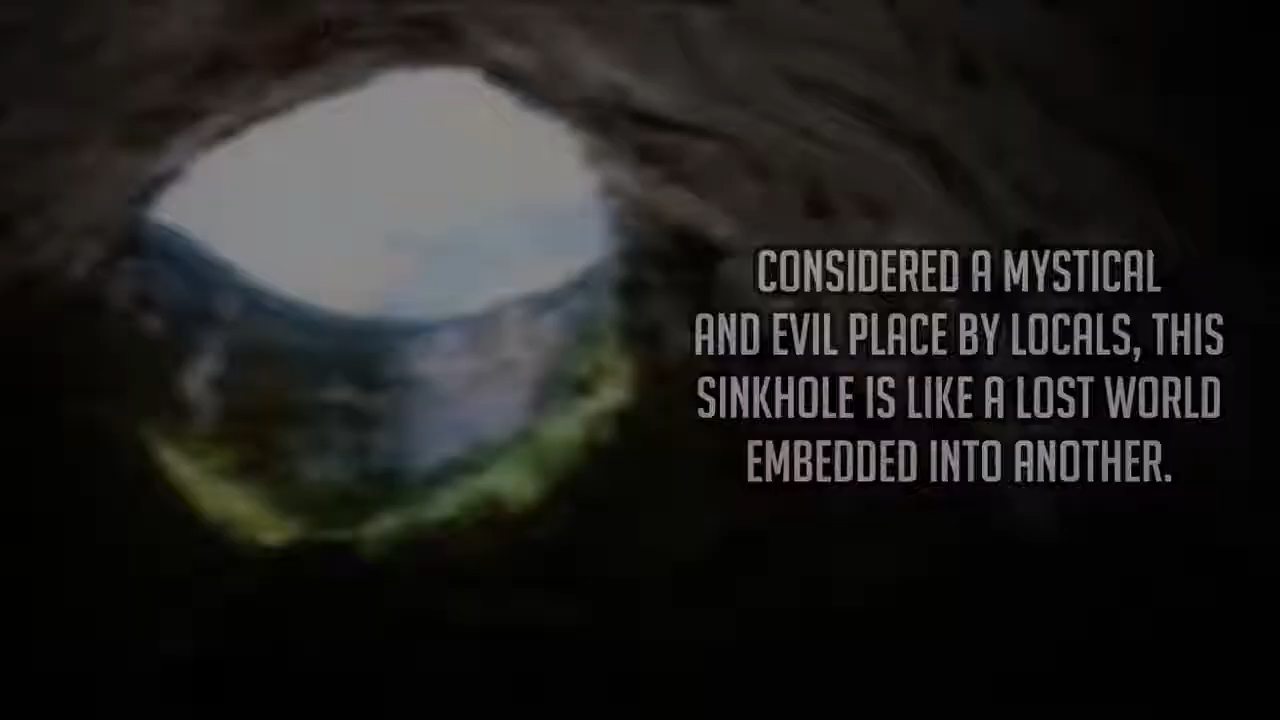 CONSIDERED A MYSTICAL
AND EVIL PLACE BY LOCALS, THIS
SINKHOLE IS LIKE A LOST WORLD
EMBEDDED INTO ANOTHER.